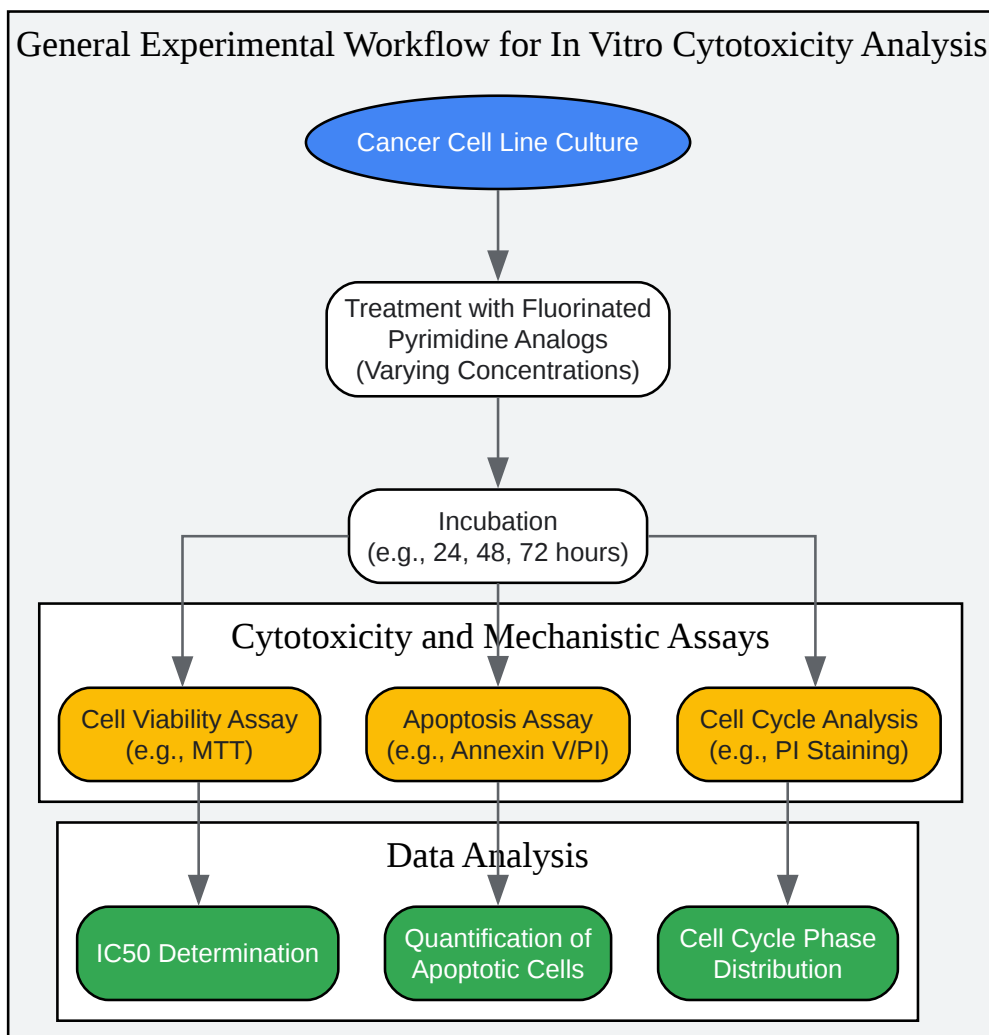 General Experimental Workflow for In Vitro Cytotoxicity Analysis
Cancer Cell Line Culture
Treatment with Fluorinated
Pyrimidine Analogs
(Varying Concentrations)
Incubation
(e.g., 24, 48, 72 hours)
Cytotoxicity and Mechanistic Assays
Cell Viability Assay
(e.g., MTT)
Apoptosis Assay
(e.g., Annexin V/PI)
Cell Cycle Analysis
(e.g., PI Staining)
Data Analysis
IC50 Determination
Quantification of
Apoptotic Cells
Cell Cycle Phase
Distribution